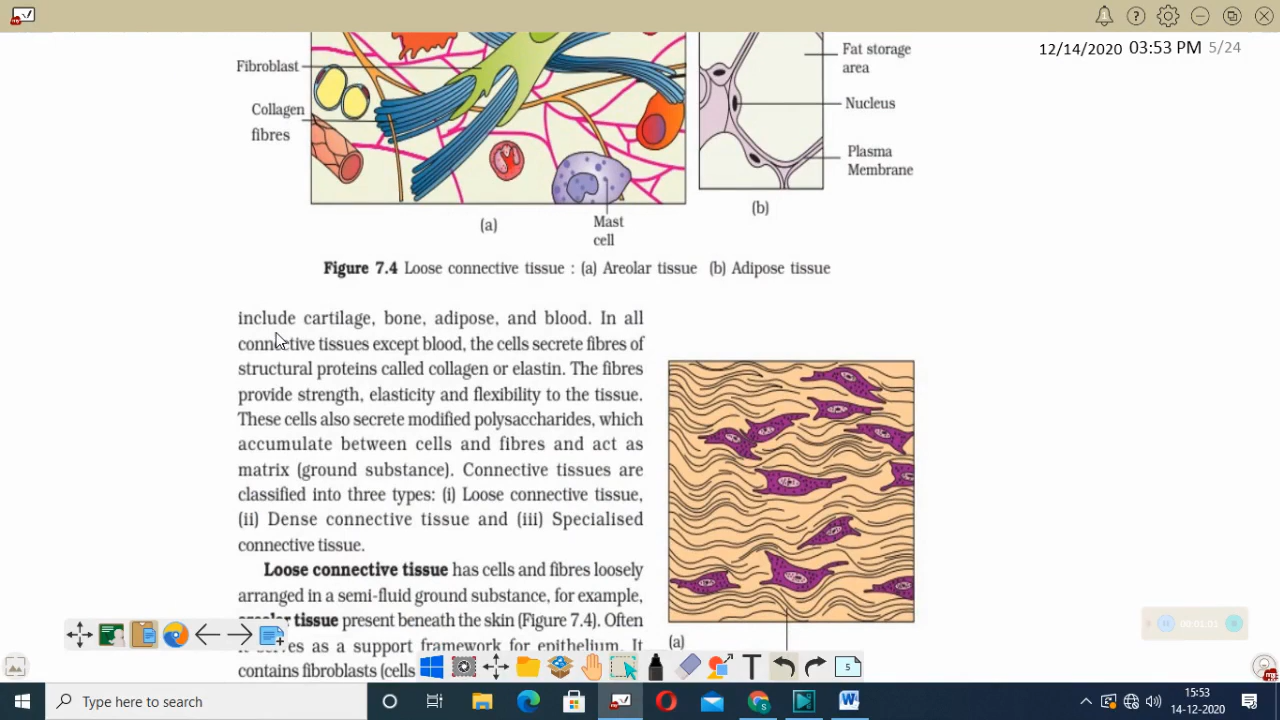 12/14/2020 03:53 PM 5/24
Fibroblast
Collagen
fibres
Fat storage
area
Nucleus
Plasma
Membrane
(a)
Mast
cell
(b)
Figure 7.4 Loose connective tissue : (a) Areolar tissue (b) Adipose tissue
include cartilage, bone, adipose, and blood. In all
connective tissues except blood, the cells secrete fibres of
structural proteins called collagen or elastin. The fibres
provide strength, elasticity and flexibility to the tissue.
These cells also secrete modified polysaccharides, which
accumulate between cells and fibres and act as
matrix (ground substance). Connective tissues are
classified into three types: (i) Loose connective tissue,
(ii) Dense connective tissue and (iii) Specialised
connective tissue.
Loose connective tissue has cells and fibres loosely
arranged in a semi-fluid ground substance, for example,
tissue present beneath the skin (Figure 7.4). Often
as a support framework for epithelium. It
contains fibroblasts (cells
(a)
00:01:01
5
Type here to search
15:53
14-12-2020